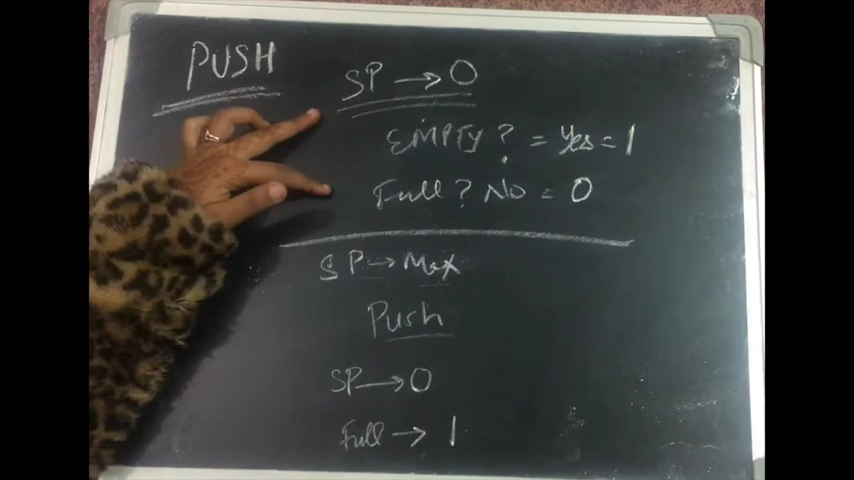 PUSH
SP → 0
EMPTY? = Yes = 1
Full? No = 0
SP → Max
Push
SP → 0
Full → 1